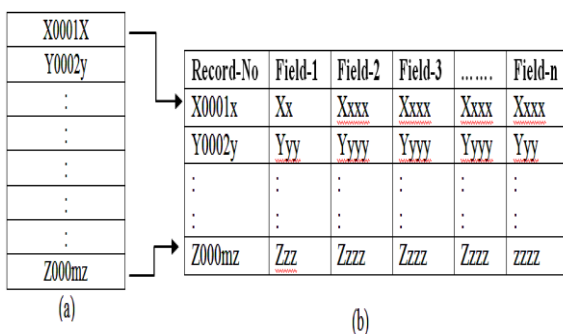 X0001X
Y0002y
:
:
:
:
:
Z000mz
(a)
Record-No Field-1 Field-2 Field-3 ....... Field-n
X0001x Xx Xxxx Xxxx Xxxx Xxxx
Y0002y Yyy Yyyy Yyyy Yyyy Yyy
: : : : : :
: : : : : :
Z000mz Zzz Zzzz Zzzz Zzzz zzzz
(b)